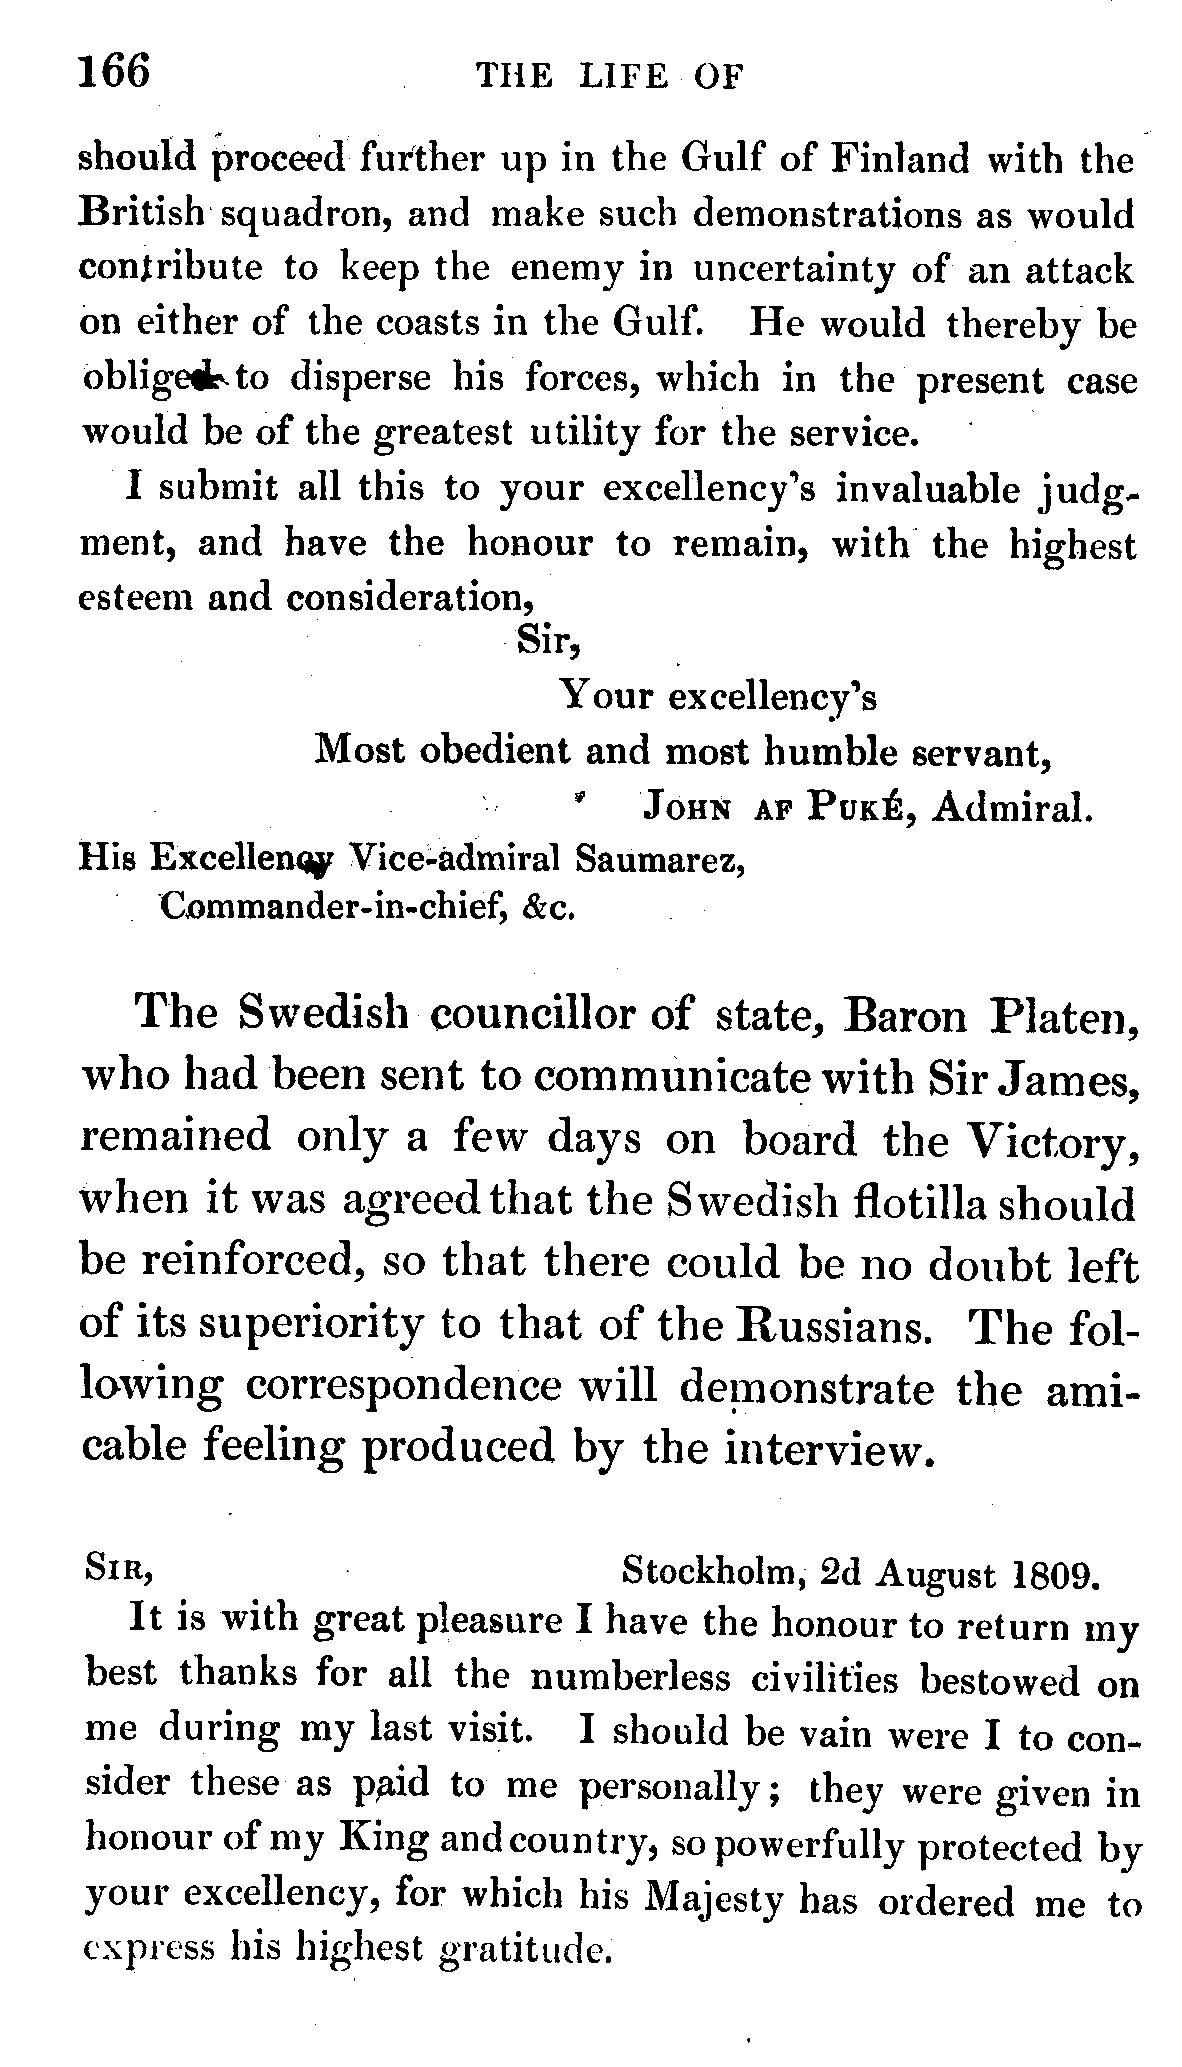 166 THE LIFE OF
should proceed further up in the Gulf of Finland with the
British squadron, and make such demonstrations as would
contribute to keep the enemy in uncertainty of an attack
on either of the coasts in the Gulf. He would thereby be
obliged to disperse his forces, which in the present case
would be of the greatest utility for the service.
I submit all this to your excellency's invaluable judg-
ment, and have the honour to remain, with the highest
esteem and consideration,
Sir,
Your excellency's
Most obedient and most humble servant,
JOHN AF PUKÉ, Admiral.
His Excellency Vice-admiral Saumarez,
Commander-in-chief, &c.
The Swedish councillor of state, Baron Platen,
who had been sent to communicate with Sir James,
remained only a few days on board the Victory,
when it was agreed that the Swedish flotilla should
be reinforced, so that there could be no doubt left
of its superiority to that of the Russians. The fol-
lowing correspondence will demonstrate the ami-
cable feeling produced by the interview.
SIR, Stockholm, 2d August 1809.
It is with great pleasure I have the honour to return my
best thanks for all the numberless civilities bestowed on
me during my last visit. I should be vain were I to con-
sider these as paid to me personally; they were given in
honour of my King and country, so powerfully protected by
your excellency, for which his Majesty has ordered me to
express his highest gratitude.